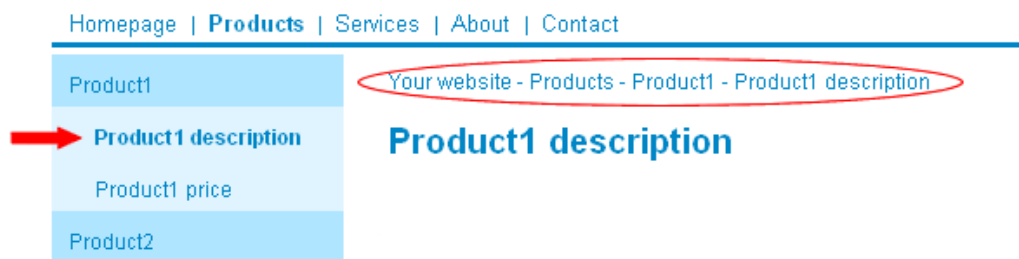 Homepage | Products | Services | About | Contact
Product1
Your website - Products - Product1 - Product1 description
Product1 description
Product1 description
Product1 price
Product2